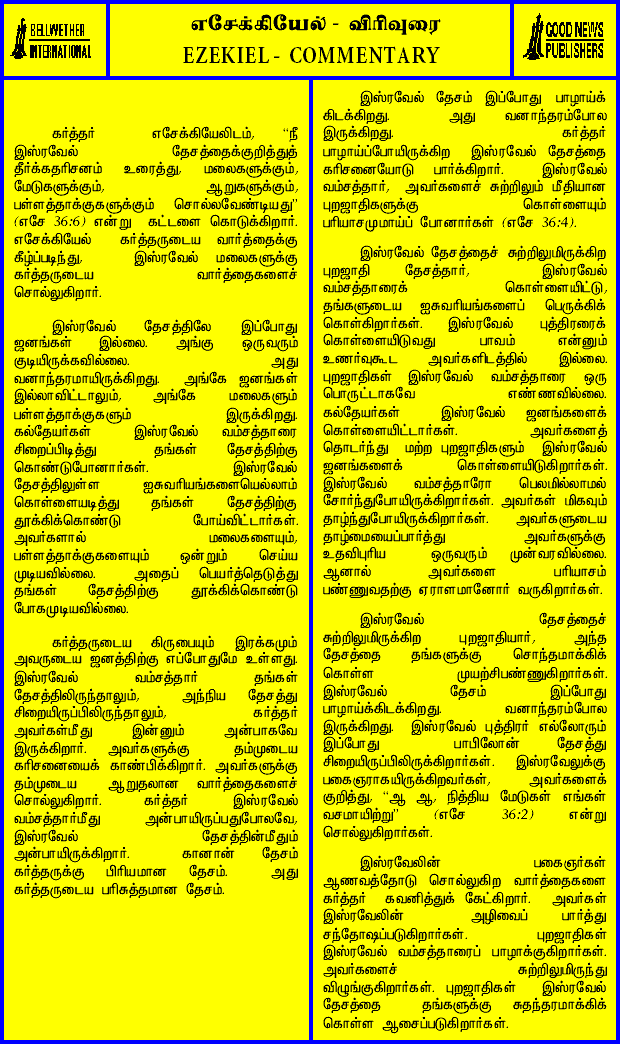 BELLWETHER
INTERNATIONAL
எசேக்கியேல் - விரிவுரை
EZEKIEL - COMMENTARY
GOOD NEWS
PUBLISHERS
கர்த்தர் எசேக்கியேலிடம், “நீ
இஸ்ரவேல் தேசத்தைக்குறித்துத்
தீர்க்கதரிசனம் உரைத்து, மலைகளுக்கும்,
மேடுகளுக்கும், ஆறுகளுக்கும்,
பள்ளத்தாக்குகளுக்கும் சொல்லவேண்டியது”
(எசே 36:6) என்று கட்டளை கொடுக்கிறார்.
எசேக்கியேல் கர்த்தருடைய வார்த்தைக்கு
கீழ்ப்படிந்து, இஸ்ரவேல் மலைகளுக்கு
கர்த்தருடைய வார்த்தைகளைச்
சொல்லுகிறார்.
இஸ்ரவேல் தேசத்திலே இப்போது
ஜனங்கள் இல்லை. அங்கு ஒருவரும்
குடியிருக்கவில்லை. அது
வனாந்தரமாயிருக்கிறது. அங்கே ஜனங்கள்
இல்லாவிட்டாலும், அங்கே மலைகளும்
பள்ளத்தாக்குகளும் இருக்கிறது.
கல்தேயர்கள் இஸ்ரவேல் வம்சத்தாரை
சிறைப்பிடித்து தங்கள் தேசத்திற்கு
கொண்டுபோனார்கள். இஸ்ரவேல்
தேசத்திலுள்ள ஐசுவரியங்களையெல்லாம்
கொள்ளையடித்து தங்கள் தேசத்திற்கு
தூக்கிக்கொண்டு போய்விட்டார்கள்.
அவர்களால் மலைகளையும்,
பள்ளத்தாக்குகளையும் ஒன்றும் செய்ய
முடியவில்லை. அதைப் பெயர்த்தெடுத்து
தங்கள் தேசத்திற்கு தூக்கிக்கொண்டு
போகமுடியவில்லை.
கர்த்தருடைய கிருபையும் இரக்கமும்
அவருடைய ஜனத்திற்கு எப்போதுமே உள்ளது.
இஸ்ரவேல் வம்சத்தார் தங்கள்
தேசத்திலிருந்தாலும், அந்நிய தேசத்து
சிறையிருப்பிலிருந்தாலும், கர்த்தர்
அவர்கள்மீது இன்னும் அன்பாகவே
இருக்கிறார். அவர்களுக்கு தம்முடைய
கரிசனையைக் காண்பிக்கிறார். அவர்களுக்கு
தம்முடைய ஆறுதலான வார்த்தைகளைச்
சொல்லுகிறார். கர்த்தர் இஸ்ரவேல்
வம்சத்தார்மீது அன்பாயிருப்பதுபோலவே,
இஸ்ரவேல் தேசத்தின்மீதும்
அன்பாயிருக்கிறார். கானான் தேசம்
கர்த்தருக்கு பிரியமான தேசம். அது
கர்த்தருடைய பரிசுத்தமான தேசம்.
இஸ்ரவேல் தேசம் இப்போது பாழாய்க்
கிடக்கிறது. அது வனாந்தரம்போல
இருக்கிறது. கர்த்தர்
பாழாய்ப்போயிருக்கிற இஸ்ரவேல் தேசத்தை
கரிசனையோடு பார்க்கிறார். இஸ்ரவேல்
வம்சத்தார், அவர்களைச் சுற்றிலும் மீதியான
புறஜாதிகளுக்கு கொள்ளையும்
பரியாசமுமாய்ப் போனார்கள் (எசே 36:4).
இஸ்ரவேல் தேசத்தைச் சுற்றிலுமிருக்கிற
புறஜாதி தேசத்தார், இஸ்ரவேல்
வம்சத்தாரைக் கொள்ளையிட்டு,
தங்களுடைய ஐசுவரியங்களைப் பெருக்கிக்
கொள்கிறார்கள். இஸ்ரவேல் புத்திரரைக்
கொள்ளையிடுவது பாவம் என்னும்
உணர்வுகூட அவர்களிடத்தில் இல்லை.
புறஜாதிகள் இஸ்ரவேல் வம்சத்தாரை ஒரு
பொருட்டாகவே எண்ணவில்லை.
கல்தேயர்கள் இஸ்ரவேல் ஜனங்களைக்
கொள்ளையிட்டார்கள். அவர்களைத்
தொடர்ந்து மற்ற புறஜாதிகளும் இஸ்ரவேல்
ஜனங்களைக் கொள்ளையிடுகிறார்கள்.
இஸ்ரவேல் வம்சத்தாரோ பெலமில்லாமல்
சோர்ந்துபோயிருக்கிறார்கள். அவர்கள் மிகவும்
தாழ்ந்துபோயிருக்கிறார்கள். அவர்களுடைய
தாழ்மையைப்பார்த்து அவர்களுக்கு
உதவிபுரிய ஒருவரும் முன்வரவில்லை.
ஆனால் அவர்களை பரியாசம்
பண்ணுவதற்கு ஏராளமானோர் வருகிறார்கள்.
இஸ்ரவேல் தேசத்தைச்
சுற்றிலுமிருக்கிற புறஜாதியார், அந்த
தேசத்தை தங்களுக்கு சொந்தமாக்கிக்
கொள்ள முயற்சிபண்ணுகிறார்கள்.
இஸ்ரவேல் தேசம் இப்போது
பாழாய்க்கிடக்கிறது. வனாந்தரம்போல
இருக்கிறது. இஸ்ரவேல் புத்திரர் எல்லோரும்
இப்போது பாபிலோன் தேசத்து
சிறையிருப்பிலிருக்கிறார்கள். இஸ்ரவேலுக்கு
பகைஞராகயிருக்கிறவர்கள், அவர்களைக்
குறித்து, “ஆ ஆ, நித்திய மேடுகள் எங்கள்
வசமாயிற்று” (எசே 36:2) என்று
சொல்லுகிறார்கள்.
இஸ்ரவேலின் பகைஞர்கள்
ஆணவத்தோடு சொல்லுகிற வார்த்தைகளை
கர்த்தர் கவனித்துக் கேட்கிறார். அவர்கள்
இஸ்ரவேலின் அழிவைப் பார்த்து
சந்தோஷப்படுகிறார்கள். புறஜாதிகள்
இஸ்ரவேல் வம்சத்தாரைப் பாழாக்குகிறார்கள்.
அவர்களைச் சுற்றிலுமிருந்து
விழுங்குகிறார்கள். புறஜாதிகள் இஸ்ரவேல்
தேசத்தை தங்களுக்கு சுதந்தரமாக்கிக்
கொள்ள ஆசைப்படுகிறார்கள்.